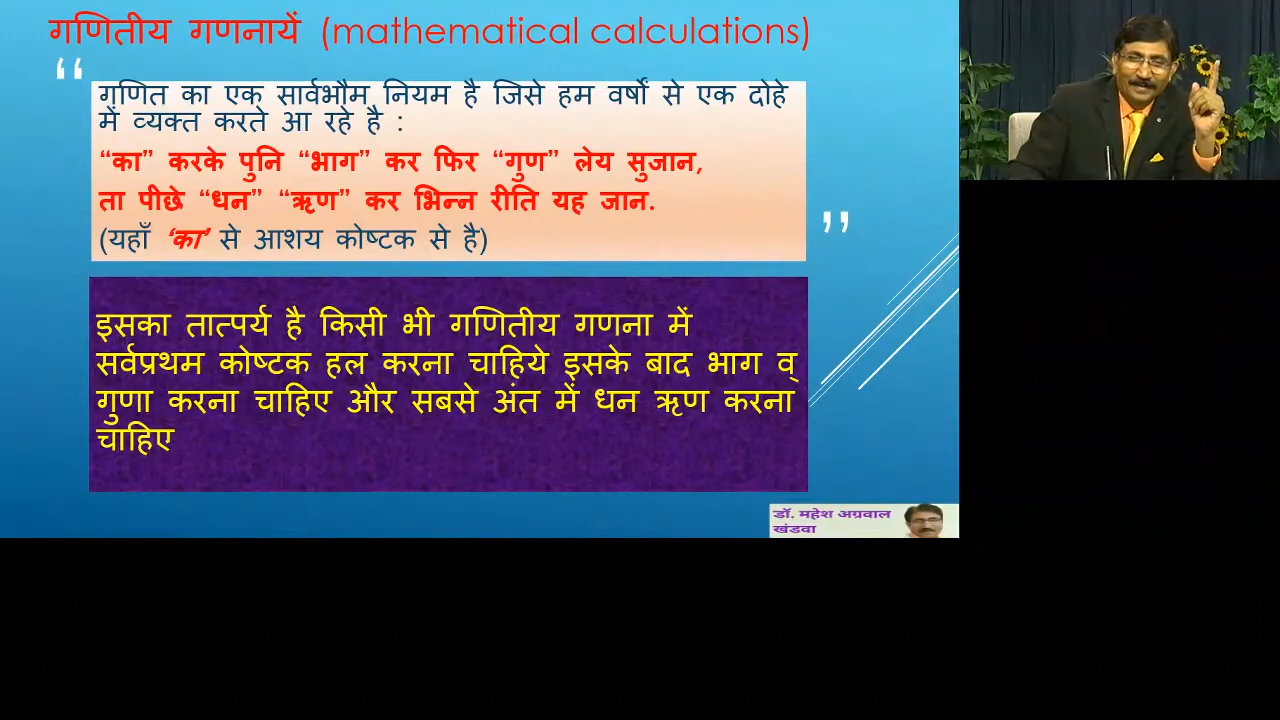 गणितीय गणनायें (mathematical calculations)
“
गणित का एक सार्वभौम नियम है जिसे हम वर्षों से एक दोहे
में व्यक्त करते आ रहे है :
“का” करके पुनि “भाग” कर फिर “गुण” लेय सुजान,
ता पीछे “धन” “ऋण” कर भिन्न रीति यह जान.
(यहाँ ‘का’ से आशय कोष्टक से है)
”
इसका तात्पर्य है किसी भी गणितीय गणना में
सर्वप्रथम कोष्टक हल करना चाहिये इसके बाद भाग व्
गुणा करना चाहिए और सबसे अंत में धन ऋण करना
चाहिए
डॉ. महेश अग्रवाल
खंडवा